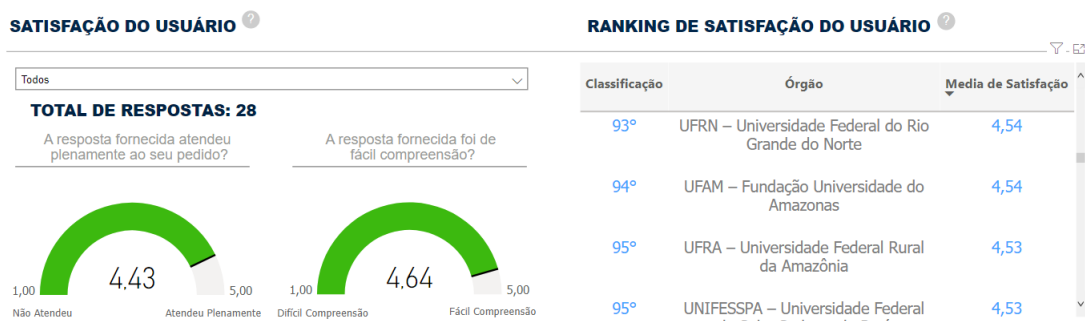 SATISFAÇÃO DO USUÁRIO ?
Todos
TOTAL DE RESPOSTAS: 28
A resposta fornecida atendeu
plenamente ao seu pedido?
4,43
1,00
5,00
Não Atendeu
Atendeu Plenamente
A resposta fornecida foi de
fácil compreensão?
4,64
1,00
5,00
Difícil Compreensão
Fácil Compreensão
RANKING DE SATISFAÇÃO DO USUÁRIO ?
Classificação Órgão Media de Satisfação
93° UFRN – Universidade Federal do Rio 4,54
Grande do Norte
94° UFAM – Fundação Universidade do 4,54
Amazonas
95° UFRA – Universidade Federal Rural 4,53
da Amazônia
95° UNIFESSPA – Universidade Federal 4,53